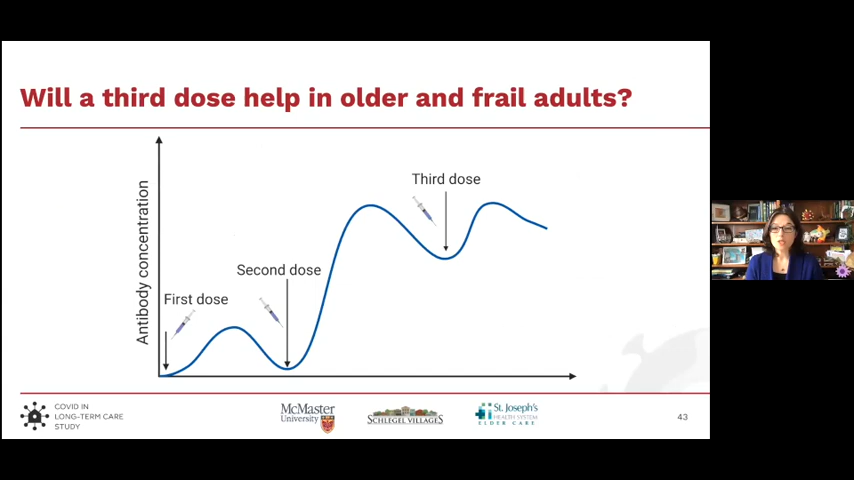 Will a third dose help in older and frail adults?
Third dose
Second dose
First dose
Antibody concentration
COVID IN
LONG-TERM CARE
STUDY
McMaster
University
SCHLEGEL VILLAGES
St. Joseph's
HEALTH SYSTEM
ELDER CARE
43